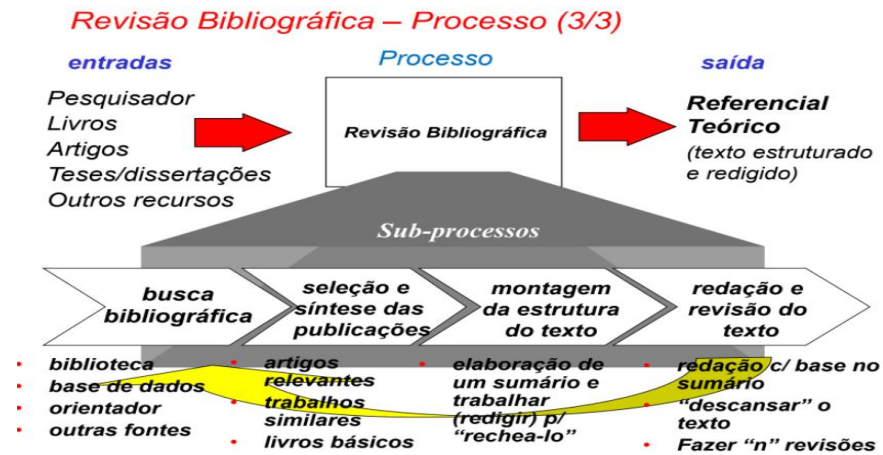 Revisão Bibliográfica – Processo (3/3)
entradas
Pesquisador
Livros
Artigos
Teses/dissertações
Outros recursos
Processo
Revisão Bibliográfica
saída
Referencial
Teórico
(texto estruturado
e redigido)
Sub-processos
busca
bibliográfica
seleção e
síntese das
publicações
montagem
da estrutura
do texto
redação e
revisão do
texto
• biblioteca
• base de dados
• orientador
• outras fontes
• artigos
relevantes
• trabalhos
similares
• livros básicos
• elaboração de
um sumário e
trabalhar
(redigir) p/
“rechea-lo”
• redação c/ base no
sumário
• “descansar” o
texto
• Fazer “n” revisões